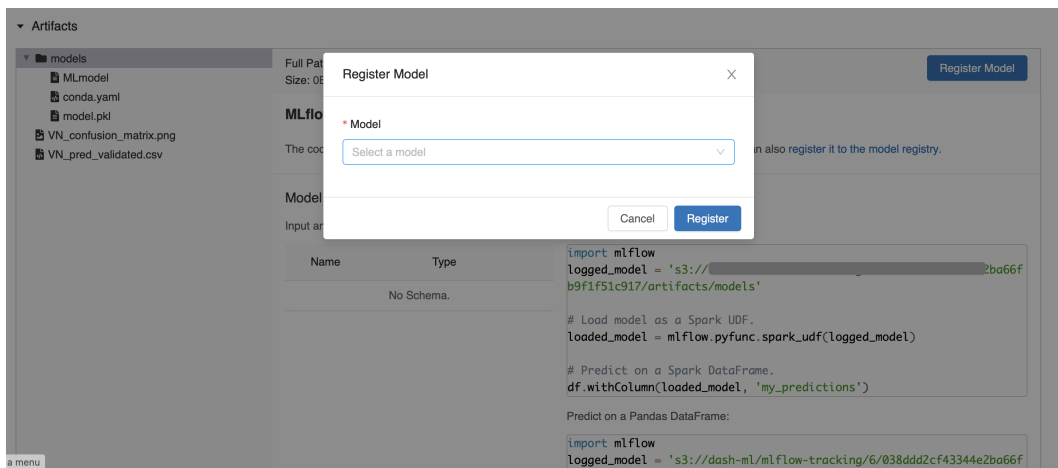 Artifacts
models
MLmodel
conda.yaml
model.pkl
VN_confusion_matrix.png
VN_pred_validated.csv
Full Pat
Size: 0B
Register Model
MLflo
The coc
an also register it to the model registry.
Register Model
* Model
Select a model
Cancel
Register
Model
Input ar
Name Type
No Schema.
import mlflow
logged_model = 's3:// 2ba66f
b9f1f51c917/artifacts/models'
# Load model as a Spark UDF.
loaded_model = mlflow.pyfunc.spark_udf(logged_model)
# Predict on a Spark DataFrame.
df.withColumn(loaded_model, 'my_predictions')
Predict on a Pandas DataFrame:
import mlflow
logged_model = 's3://dash-ml/mlflow-tracking/6/038ddd2cf43344e2ba66f
a menu